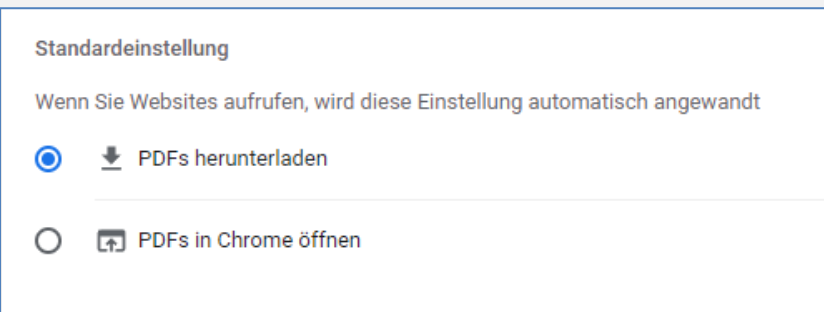 Standardeinstellung
Wenn Sie Websites aufrufen, wird diese Einstellung automatisch angewandt
PDFs herunterladen
PDFs in Chrome öffnen